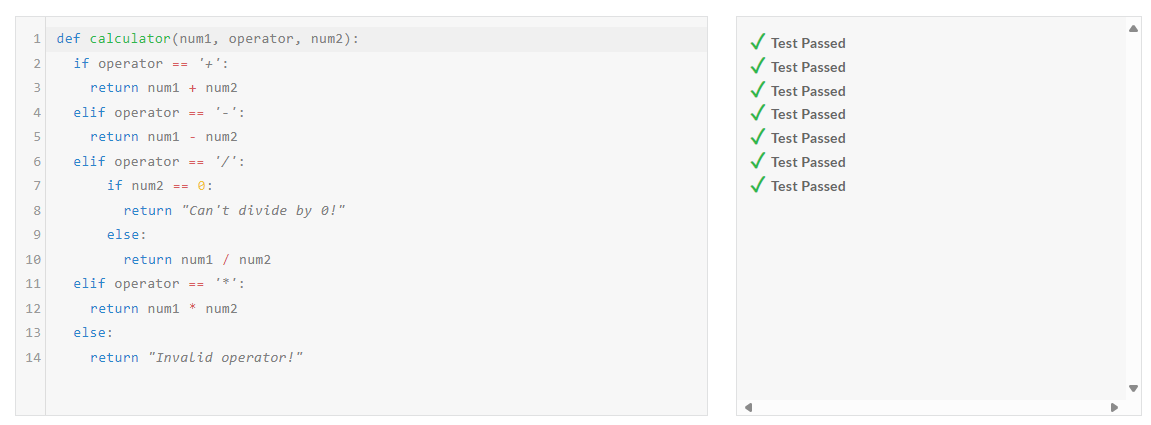 1 def calculator(num1, operator, num2):
2   if operator == '+':
3     return num1 + num2
4   elif operator == '-':
5     return num1 - num2
6   elif operator == '/':
7       if num2 == 0:
8         return "Can't divide by 0!"
9       else:
10         return num1 / num2
11   elif operator == '*':
12     return num1 * num2
13   else:
14     return "Invalid operator!"
✓ Test Passed
✓ Test Passed
✓ Test Passed
✓ Test Passed
✓ Test Passed
✓ Test Passed
✓ Test Passed